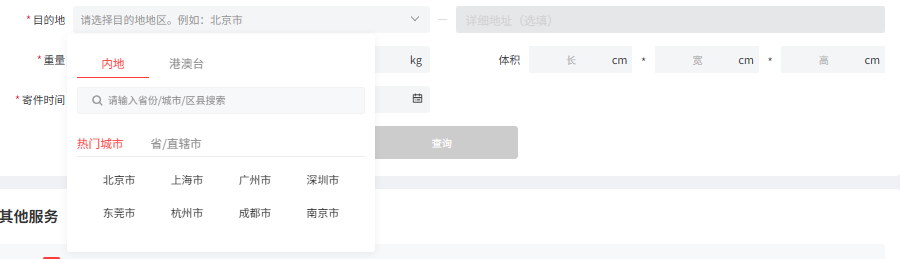 *目的地 请选择目的地地区。例如：北京市 — 详细地址（选填）
*重量 kg 体积 长 cm * 宽 cm * 高 cm
内地 港澳台
*寄件时间
请输入省份/城市/区县搜索
热门城市 省/直辖市 查询
北京市 上海市 广州市 深圳市
其他服务 东莞市 杭州市 成都市 南京市